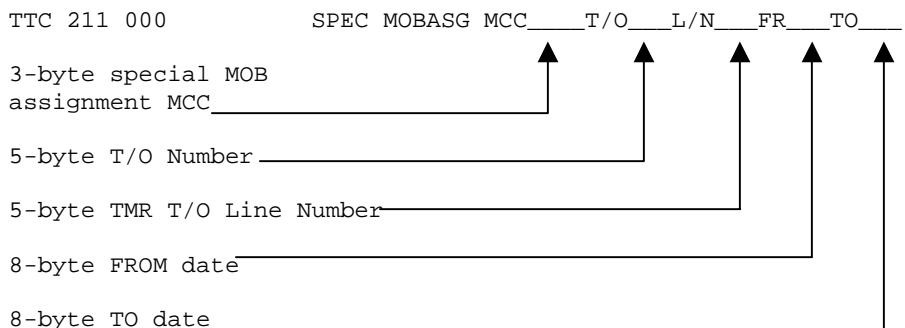 TTC 211 000 SPEC MOBASG MCC____T/O___L/N___FR___TO___
3-byte special MOB
assignment MCC
5-byte T/O Number
5-byte TMR T/O Line Number
8-byte FROM date
8-byte TO date